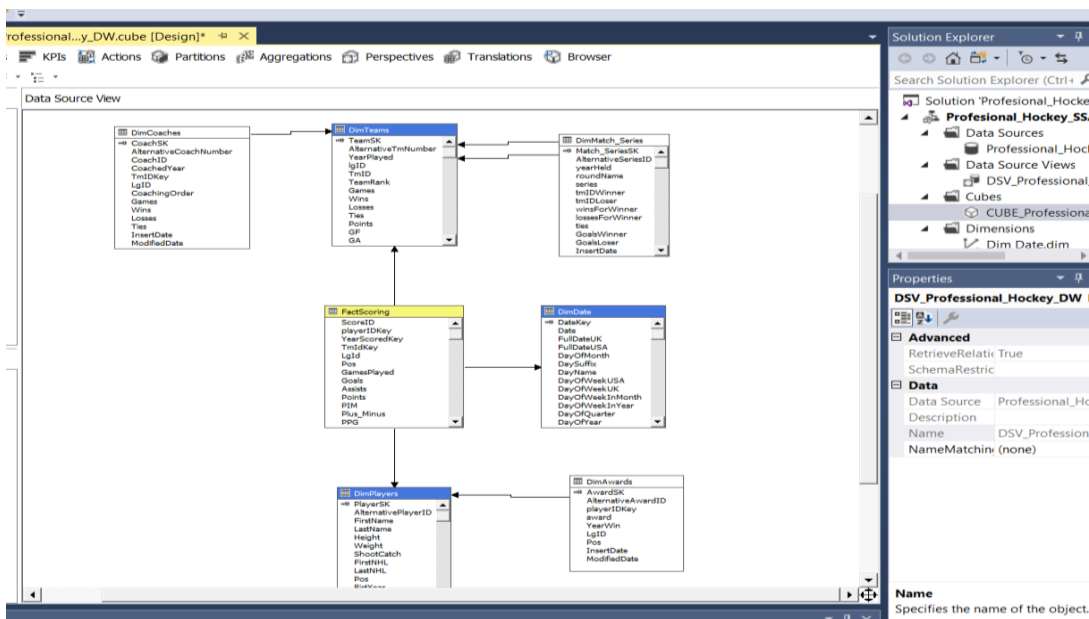 rofessional...y_DW.cube [Design]*
KPIs Actions Partitions Aggregations Perspectives Translations Browser
Data Source View
DimCoaches
CoachSK
AlternativeCoachNumber
CoachID
CoachedYear
TmIDKey
LgID
CoachingOrder
Games
Wins
Losses
Ties
InsertDate
ModifiedDate
DimTeams
TeamSK
AlternativeTmNumber
YearPlayed
lgID
TmID
TeamRank
Games
Wins
Losses
Ties
Points
GF
GA
DimMatch_Series
Match_SeriesSK
AlternativeSeriesID
yearHeld
roundName
series
tmIDWinner
tmIDLoser
winsForWinner
lossesForWinner
ties
GoalsWinner
GoalsLoser
InsertDate
FactScoring
ScoreID
playerIDKey
YearScoredKey
TmIdKey
LgId
Pos
GamesPlayed
Goals
Assists
Points
PIM
Plus_Minus
PPG
DimDate
DateKey
Date
FullDateUK
FullDateUSA
DayOfMonth
DaySuffix
DayName
DayOfWeekUSA
DayOfWeekUK
DayOfWeekInMonth
DayOfWeekInYear
DayOfQuarter
DayOfYear
DimPlayers
PlayerSK
AlternativePlayerID
FirstName
LastName
Height
Weight
ShootCatch
FirstNHL
LastNHL
Pos
DimAwards
AwardSK
AlternativeAwardID
playerIDKey
award
YearWin
LgID
Pos
InsertDate
ModifiedDate
Solution Explorer
Search Solution Explorer (Ctrl+
Solution 'Profesional_Hocke
Profesional_Hockey_SSA
Data Sources
Professional_Hoc
Data Source Views
DSV_Professional_
Cubes
CUBE_Professiona
Dimensions
Dim Date.dim
Properties
DSV_Professional_Hockey_DW
Advanced
RetrieveRelati True
SchemaRestric
Data
Data Source Professional_Ho
Description
Name DSV_Profession
NameMatchin (none)
Name
Specifies the name of the object.